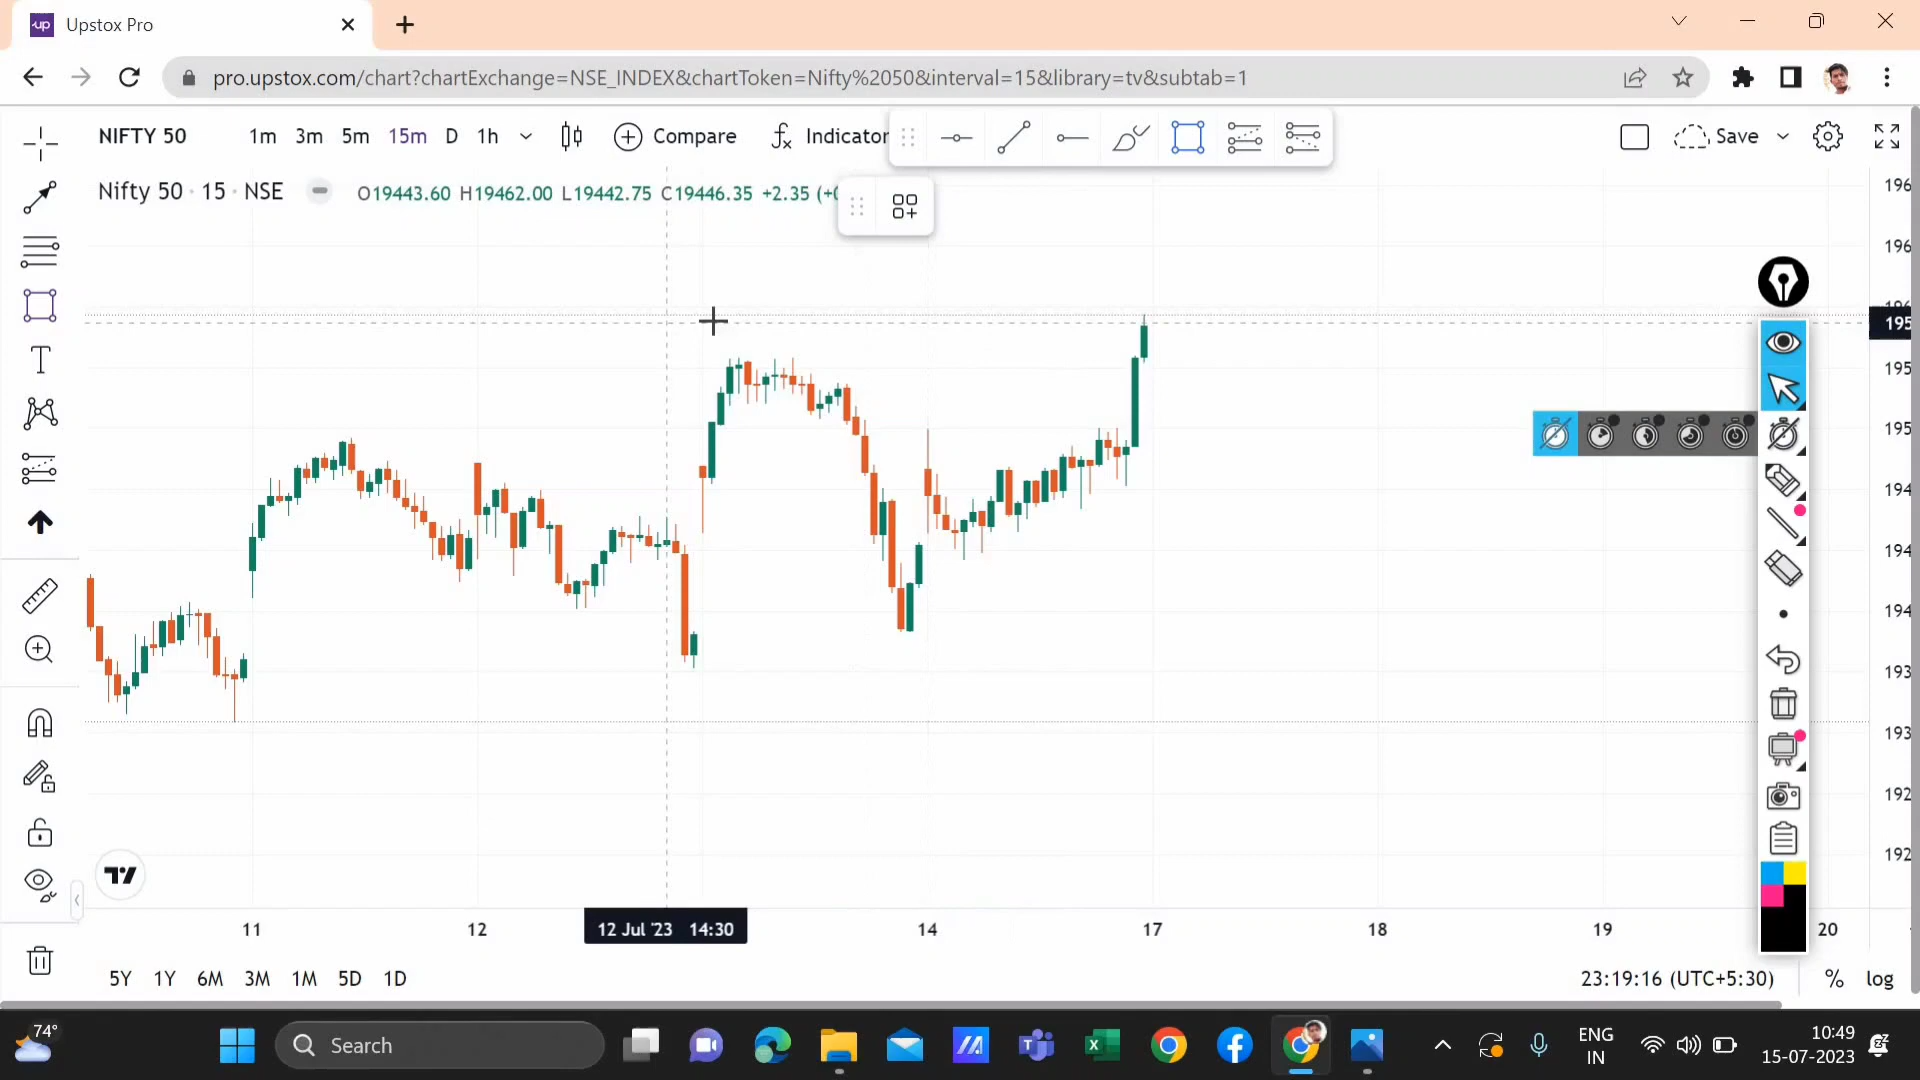 up Upstox Pro
pro.upstox.com/chart?chartExchange=NSE_INDEX&chartToken=Nifty%2050&interval=15&library=tv&subtab=1
NIFTY 50 1m 3m 5m 15m D 1h Compare Indicator Save
Nifty 50 · 15 · NSE O19443.60 H19462.00 L19442.75 C19446.35 +2.35
196
196
195
195
195
194
194
194
193
193
192
192
11 12 12 Jul '23 14:30 14 17 18 19 20
5Y 1Y 6M 3M 1M 5D 1D 23:19:16 (UTC+5:30) % log
74°
Search
ENG
IN
10:49
15-07-2023